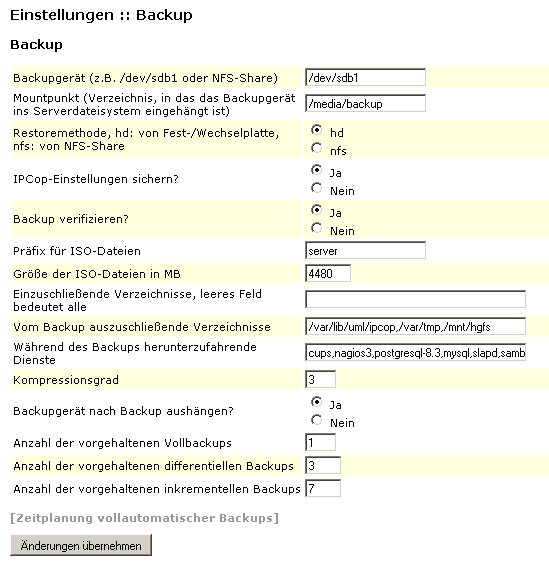 Einstellungen :: Backup
Backup
Backupgerät (z.B. /dev/sdb1 oder NFS-Share) /dev/sdb1
Mountpunkt (Verzeichnis, in das das Backupgerät
ins Serverdateisystem eingehängt ist) /media/backup
Restoremethode, hd: von Fest-/Wechselplatte,
nfs: von NFS-Share
hd
nfs
IPCop-Einstellungen sichern?
Ja
Nein
Backup verifizieren?
Ja
Nein
Präfix für ISO-Dateien server
Größe der ISO-Dateien in MB 4480
Einzuschließende Verzeichnisse, leeres Feld
bedeutet alle
Vom Backup auszuschließende Verzeichnisse /var/lib/uml/ipcop,/var/tmp,/mnt/hgfs
Während des Backups herunterzufahrende
Dienste
cups,nagios3,postgresql-8.3,mysql,slapd,samb
Kompressionsgrad 3
Backupgerät nach Backup aushängen?
Ja
Nein
Anzahl der vorgehaltenen Vollbackups 1
Anzahl der vorgehaltenen differentiellen Backups 3
Anzahl der vorgehaltenen inkrementellen Backups 7
[Zeitplanung vollautomatischer Backups]
Änderungen übernehmen